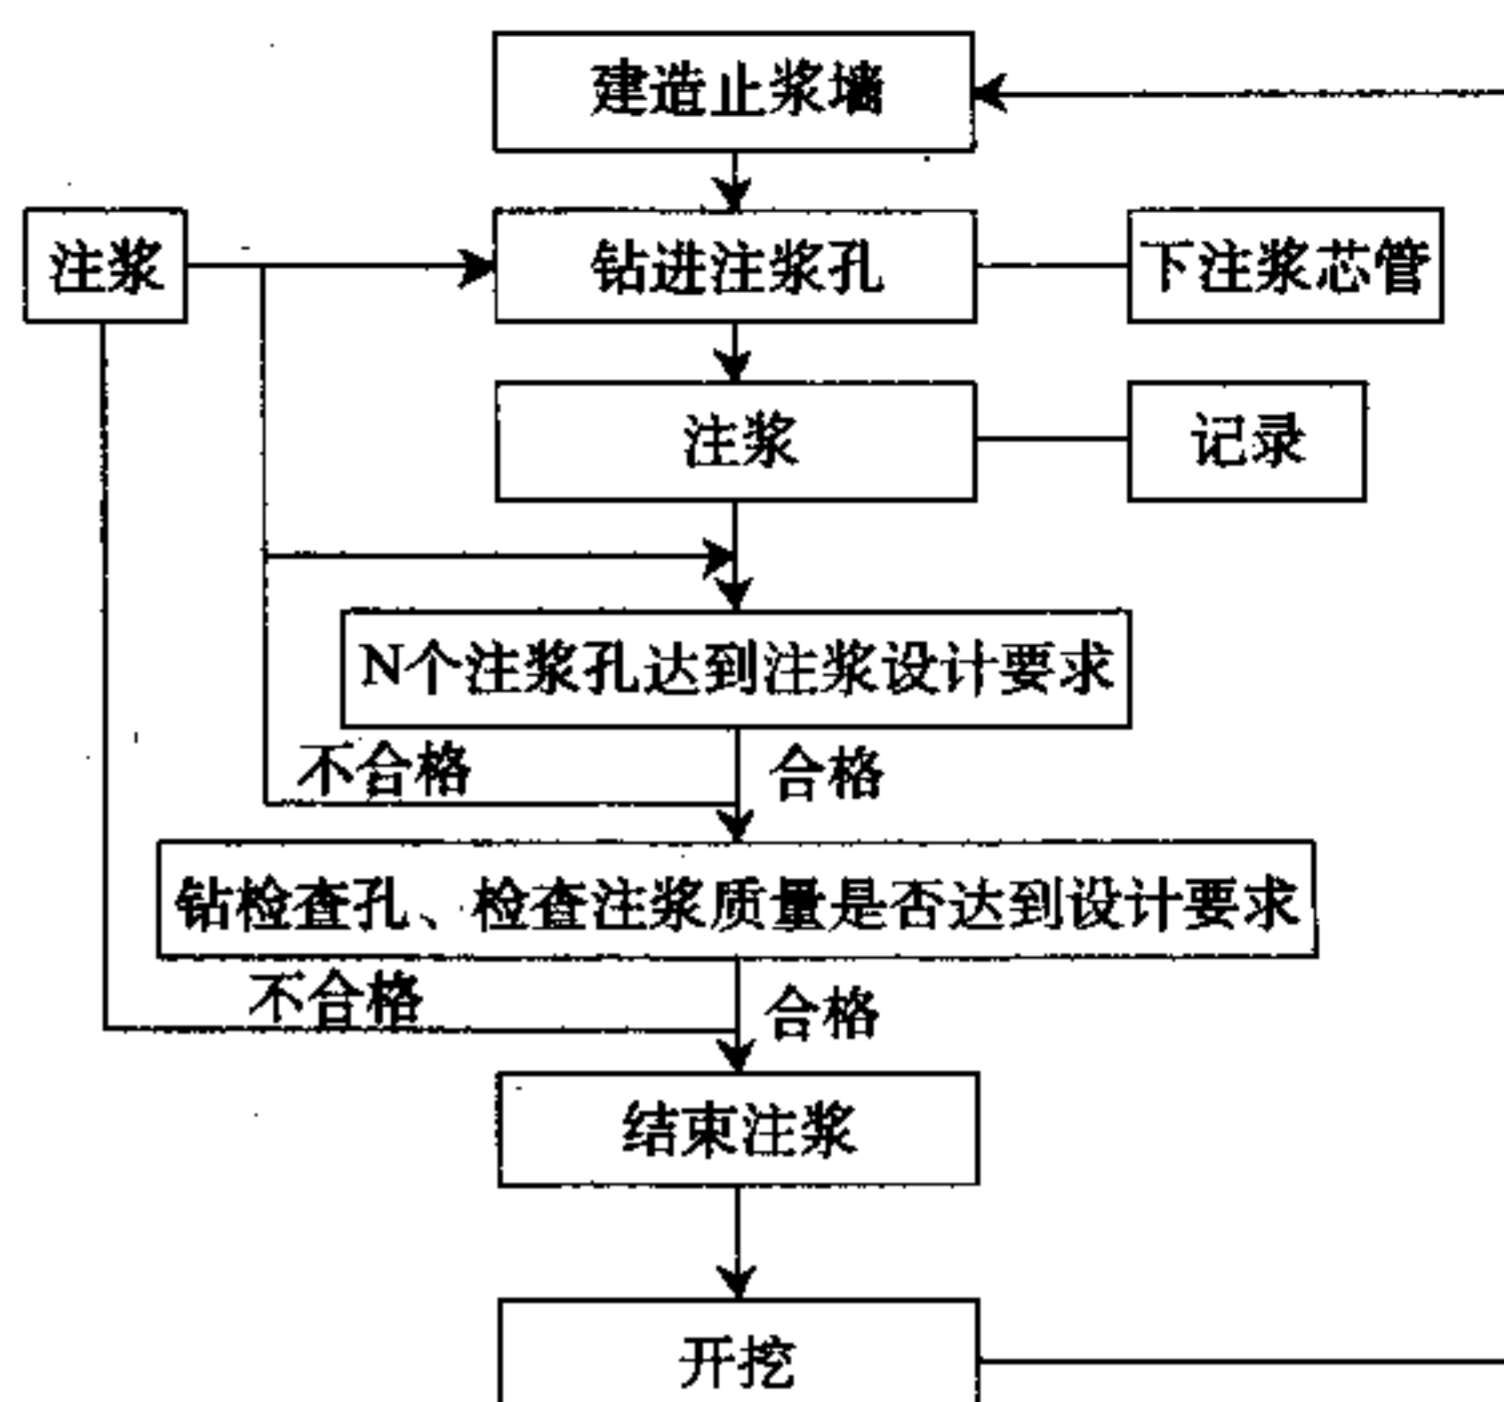 建造止浆墙
注浆
钻进注浆孔
下注浆芯管
注浆
记录
N个注浆孔达到注浆设计要求
不合格
合格
钻检查孔、检查注浆质量是否达到设计要求
不合格
合格
结束注浆
开挖